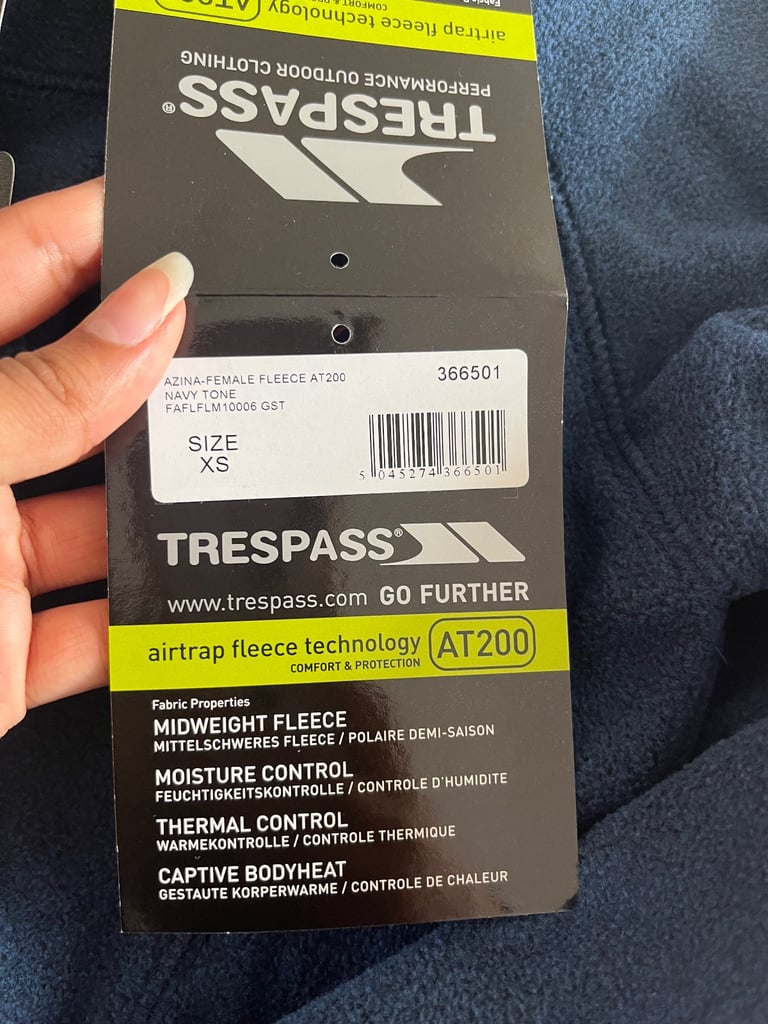 Fabric
airtrap fleece technology AT200
COMFORT &
TRESPASS®
PERFORMANCE OUTDOOR CLOTHING
AZINA-FEMALE FLEECE AT200
366501
NAVY TONE
FAFLFLM10006 GST
SIZE
XS
5 045274 366501
TRESPASS®
www.trespass.com GO FURTHER
airtrap fleece technology AT200
COMFORT & PROTECTION
Fabric Properties
MIDWEIGHT FLEECE
MITTELSCHWERES FLEECE / POLAIRE DEMI-SAISON
MOISTURE CONTROL
FEUCHTIGKEITSKONTROLLE / CONTROLE D'HUMIDITE
THERMAL CONTROL
WARMEKONTROLLE / CONTROLE THERMIQUE
CAPTIVE BODYHEAT
GESTAUTE KORPERWARME / CONTROLE DE CHALEUR